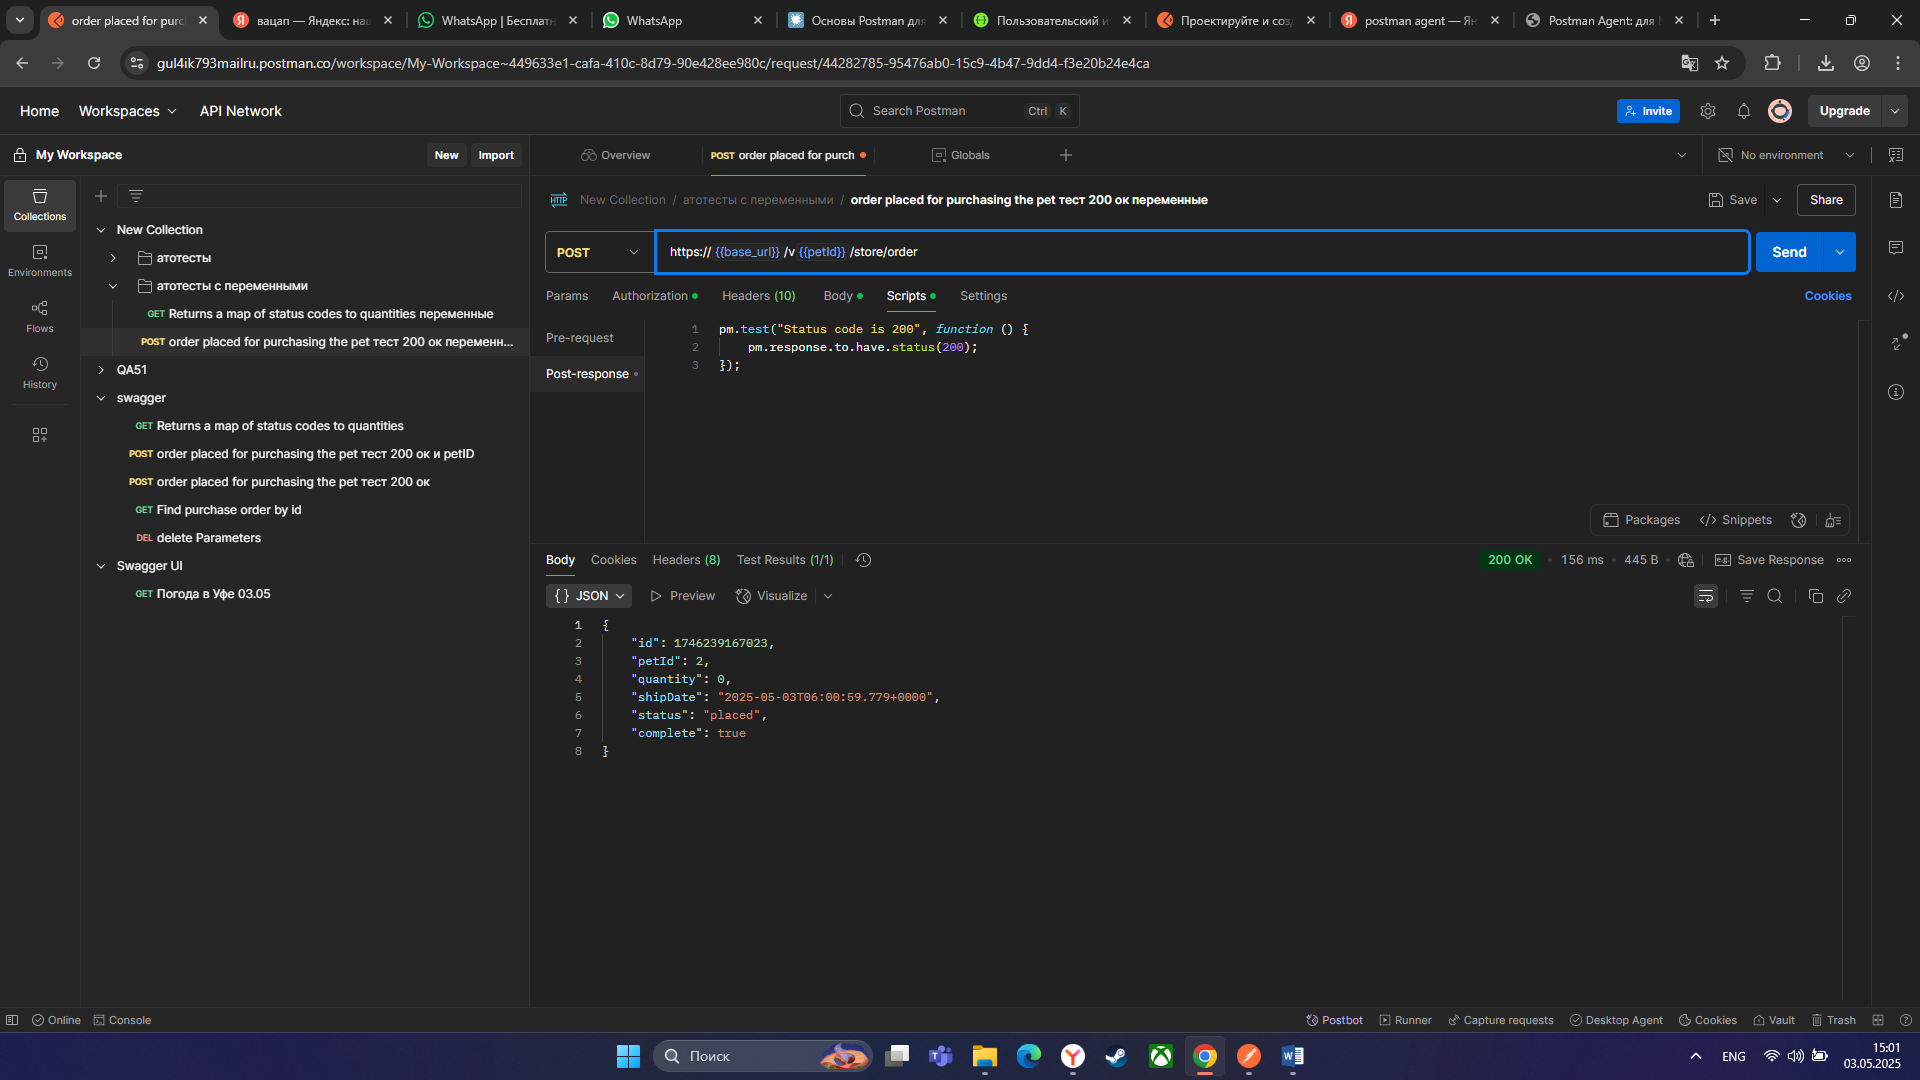 order placed for purc
вацап — Яндекс: на
WhatsApp | Бесплатн
WhatsApp
Основы Postman для
Пользовательский и
Проектируйте и созд
postman agent — Ян
Postman Agent: для
gul4ik793mailru.postman.co/workspace/My-Workspace~449633e1-cafa-410c-8d79-90e428ee980c/request/44282785-95476ab0-15c9-4b47-9dd4-f3e20b24e4ca
Home Workspaces API Network
Search Postman Ctrl K
Invite Upgrade
My Workspace New Import
Overview POST order placed for purch Globals No environment
Collections
Environments
Flows
History
New Collection
атотесты
атотесты с переменными
GET Returns a map of status codes to quantities переменные
POST order placed for purchasing the pet тест 200 ок переменн...
QA51
swagger
GET Returns a map of status codes to quantities
POST order placed for purchasing the pet тест 200 ок и petID
POST order placed for purchasing the pet тест 200 ок
GET Find purchase order by id
DEL delete Parameters
Swagger UI
GET Погода в Уфе 03.05
HTTP New Collection / атотесты с переменными / order placed for purchasing the pet тест 200 ок переменные Save Share
POST https:// {{base_url}} /v {{petId}} /store/order Send
Params Authorization Headers (10) Body Scripts Settings Cookies
Pre-request
Post-response
1 pm.test("Status code is 200", function () {
2 pm.response.to.have.status(200);
3 });
Packages Snippets
Body Cookies Headers (8) Test Results (1/1) 200 OK 156 ms 445 B e.g. Save Response
{} JSON Preview Visualize
1 {
2 "id": 1746239167023,
3 "petId": 2,
4 "quantity": 0,
5 "shipDate": "2025-05-03T06:00:59.779+0000",
6 "status": "placed",
7 "complete": true
8 }
Online Console Postbot Runner Capture requests Desktop Agent Cookies Vault Trash
Поиск ENG 15:01
03.05.2025